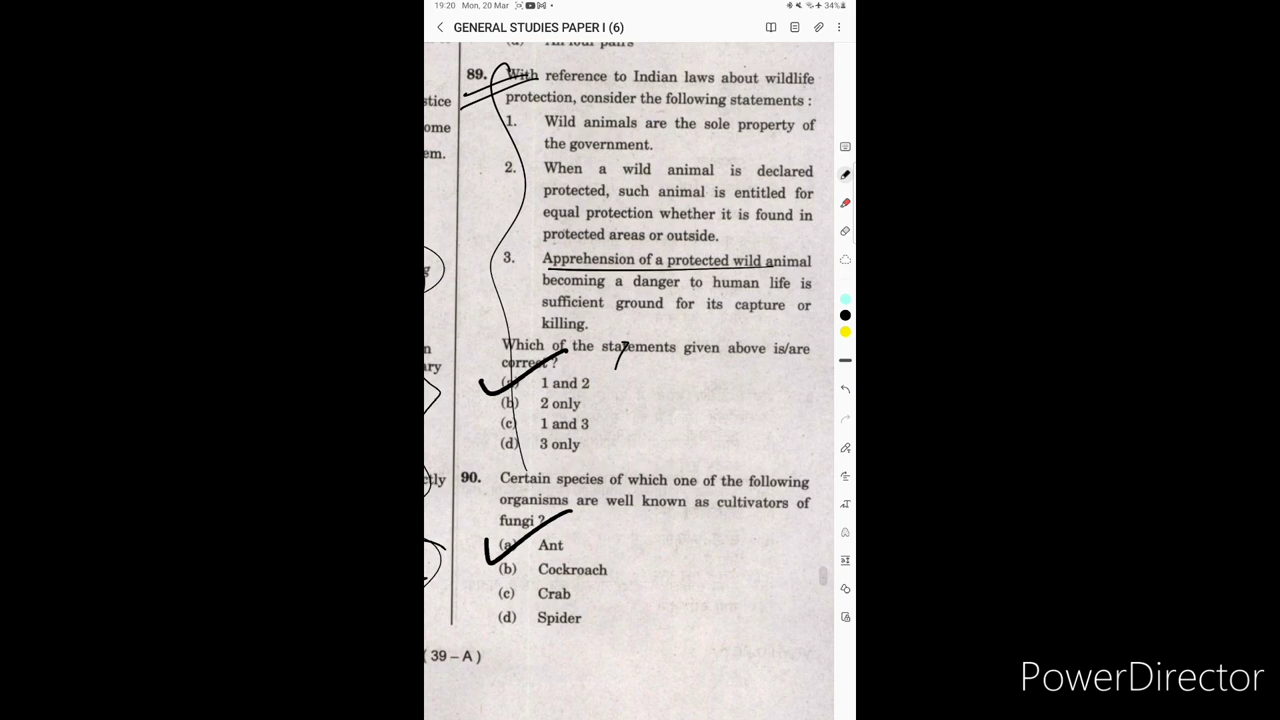 19:20 Mon, 20 Mar
34%
GENERAL STUDIES PAPER I (6)
(d) All four pairs
89. With reference to Indian laws about wildlife
stice protection, consider the following statements :
ome 1. Wild animals are the sole property of
em. the government.
2. When a wild animal is declared
protected, such animal is entitled for
equal protection whether it is found in
protected areas or outside.
3. Apprehension of a protected wild animal
becoming a danger to human life is
sufficient ground for its capture or
killing.
Which of the statements given above is/are
correct ?
(a) 1 and 2
(b) 2 only
(c) 1 and 3
(d) 3 only
ctly 90. Certain species of which one of the following
organisms are well known as cultivators of
fungi ?
(a) Ant
(b) Cockroach
(c) Crab
(d) Spider
( 39 – A )
PowerDirector